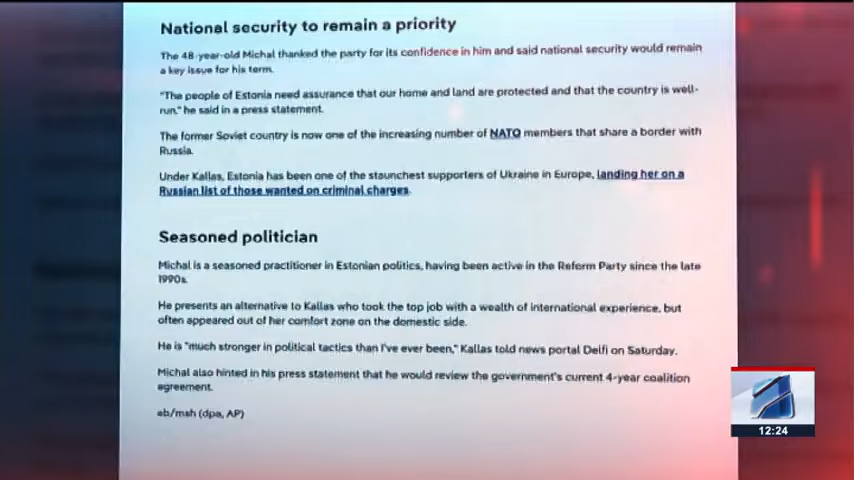 National security to remain a priority
The 48-year-old Michal thanked the party for its confidence in him and said national security would remain
a key issue for his term.
"The people of Estonia need assurance that our home and land are protected and that the country is well-
run," he said in a press statement.
The former Soviet country is now one of the increasing number of NATO members that share a border with
Russia.
Under Kallas, Estonia has been one of the staunchest supporters of Ukraine in Europe, landing her on a
Russian list of those wanted on criminal charges.
Seasoned politician
Michal is a seasoned practitioner in Estonian politics, having been active in the Reform Party since the late
1990s.
He presents an alternative to Kallas who took the top job with a wealth of international experience, but
often appeared out of her comfort zone on the domestic side.
He is "much stronger in political tactics than I've ever been," Kallas told news portal Delfi on Saturday.
Michal also hinted in his press statement that he would review the government's current 4-year coalition
agreement.
ab/msh (dpa, AP)
12:24